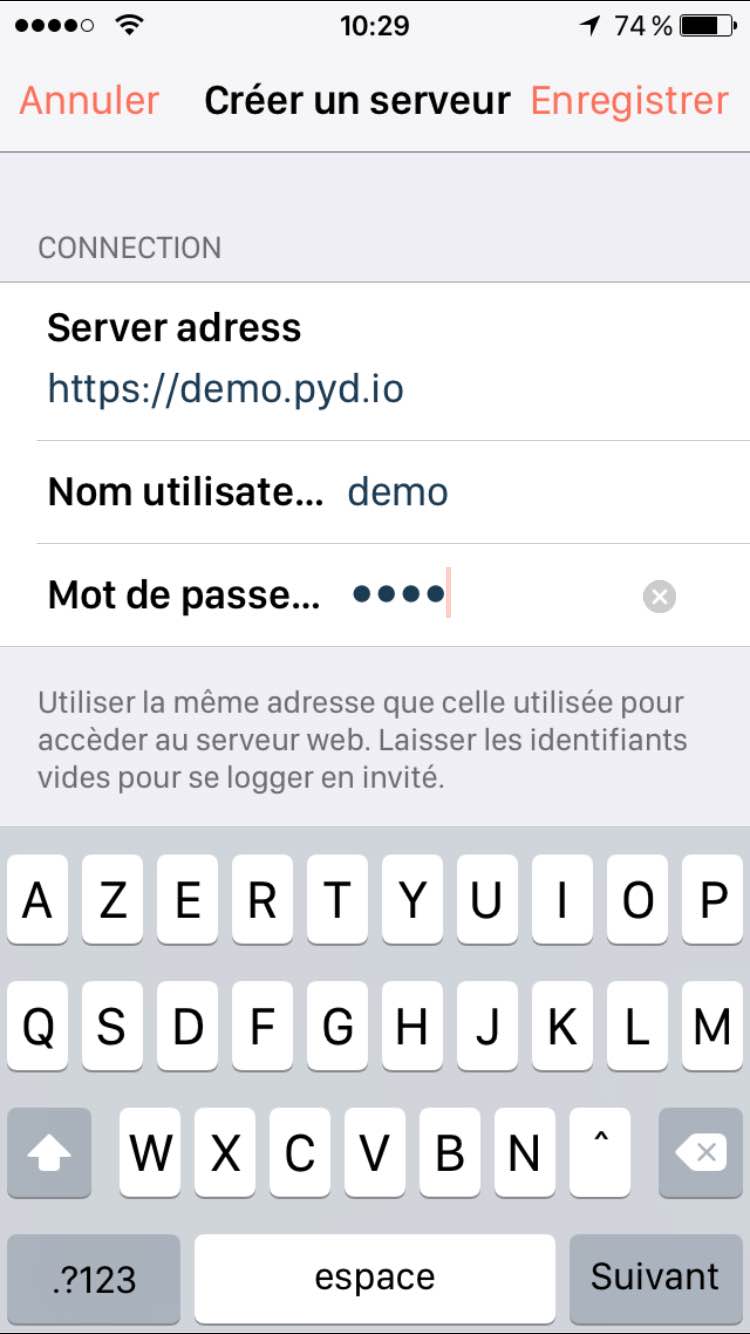 10:29 74 %
Annuler Créer un serveur Enregistrer
CONNECTION
Server adress
https://demo.pyd.io
Nom utilisate... demo
Mot de passe... ••••
Utiliser la même adresse que celle utilisée pour
accèder au serveur web. Laisser les identifiants
vides pour se logger en invité.
A Z E R T Y U I O P
Q S D F G H J K L M
W X C V B N ^
.?123 espace Suivant